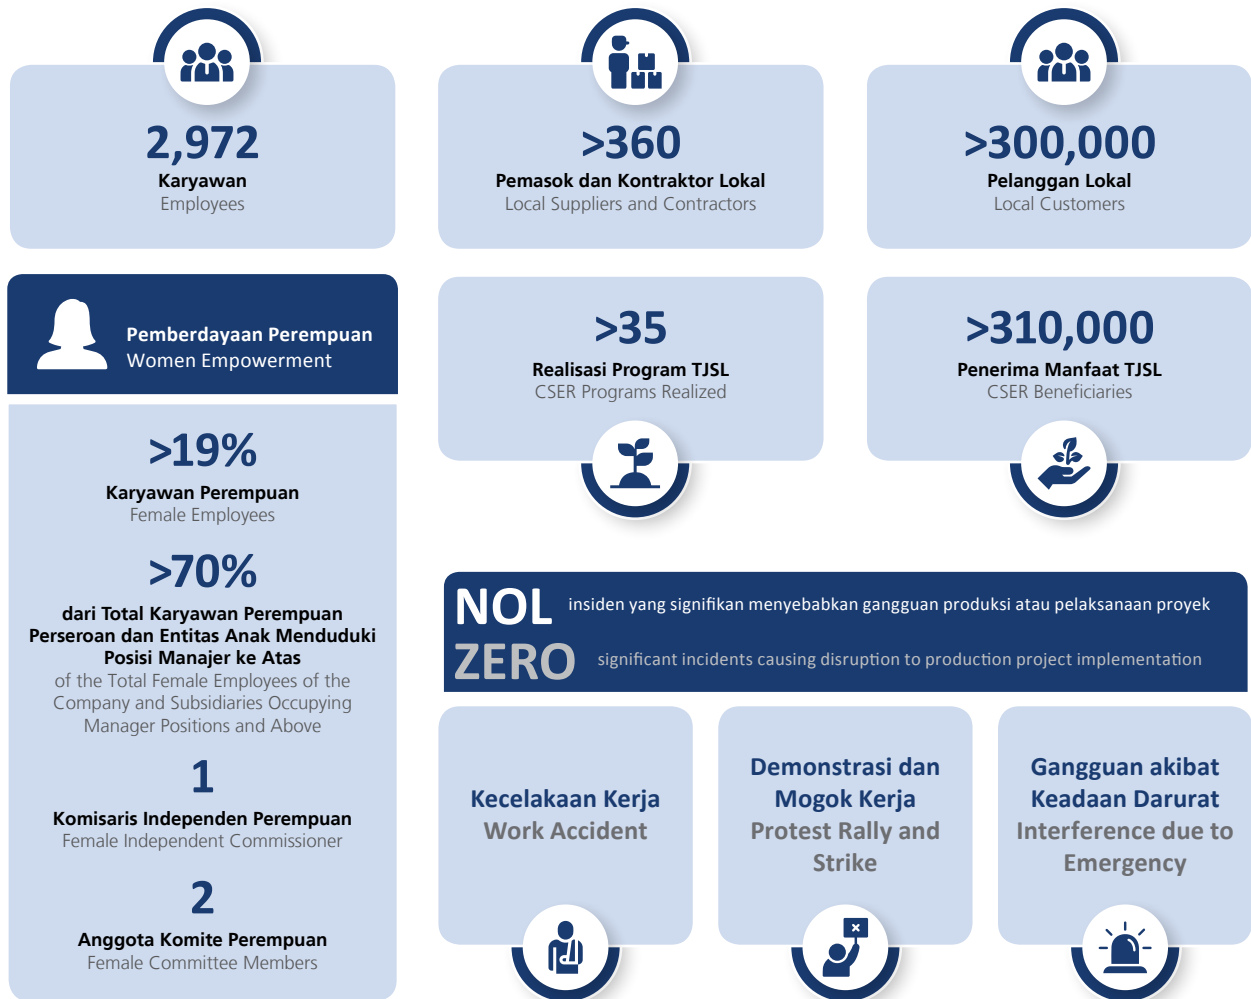 2,972
Karyawan
Employees
>360
Pemasok dan Kontraktor Lokal
Local Suppliers and Contractors
>300,000
Pelanggan Lokal
Local Customers
Pemberdayaan Perempuan
Women Empowerment
>19%
Karyawan Perempuan
Female Employees
>70%
dari Total Karyawan Perempuan
Perseroan dan Entitas Anak Menduduki
Posisi Manajer ke Atas
of the Total Female Employees of the
Company and Subsidiaries Occupying
Manager Positions and Above
1
Komisaris Independen Perempuan
Female Independent Commissioner
2
Anggota Komite Perempuan
Female Committee Members
>35
Realisasi Program TJSL
CSER Programs Realized
>310,000
Penerima Manfaat TJSL
CSER Beneficiaries
NOL insiden yang signifikan menyebabkan gangguan produksi atau pelaksanaan proyek
ZERO significant incidents causing disruption to production project implementation
Kecelakaan Kerja
Work Accident
Demonstrasi dan
Mogok Kerja
Protest Rally and
Strike
Gangguan akibat
Keadaan Darurat
Interference due to
Emergency